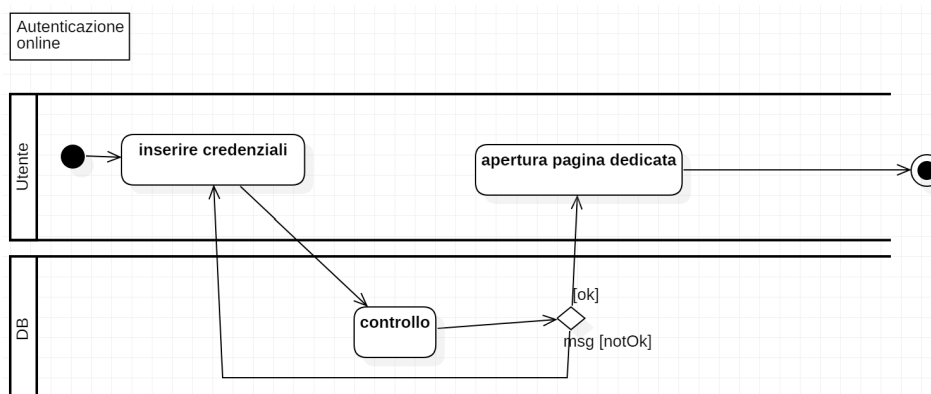 Autenticazione
online
Utente
inserire credenziali
apertura pagina dedicata
DB
controllo
[ok]
msg [notOk]